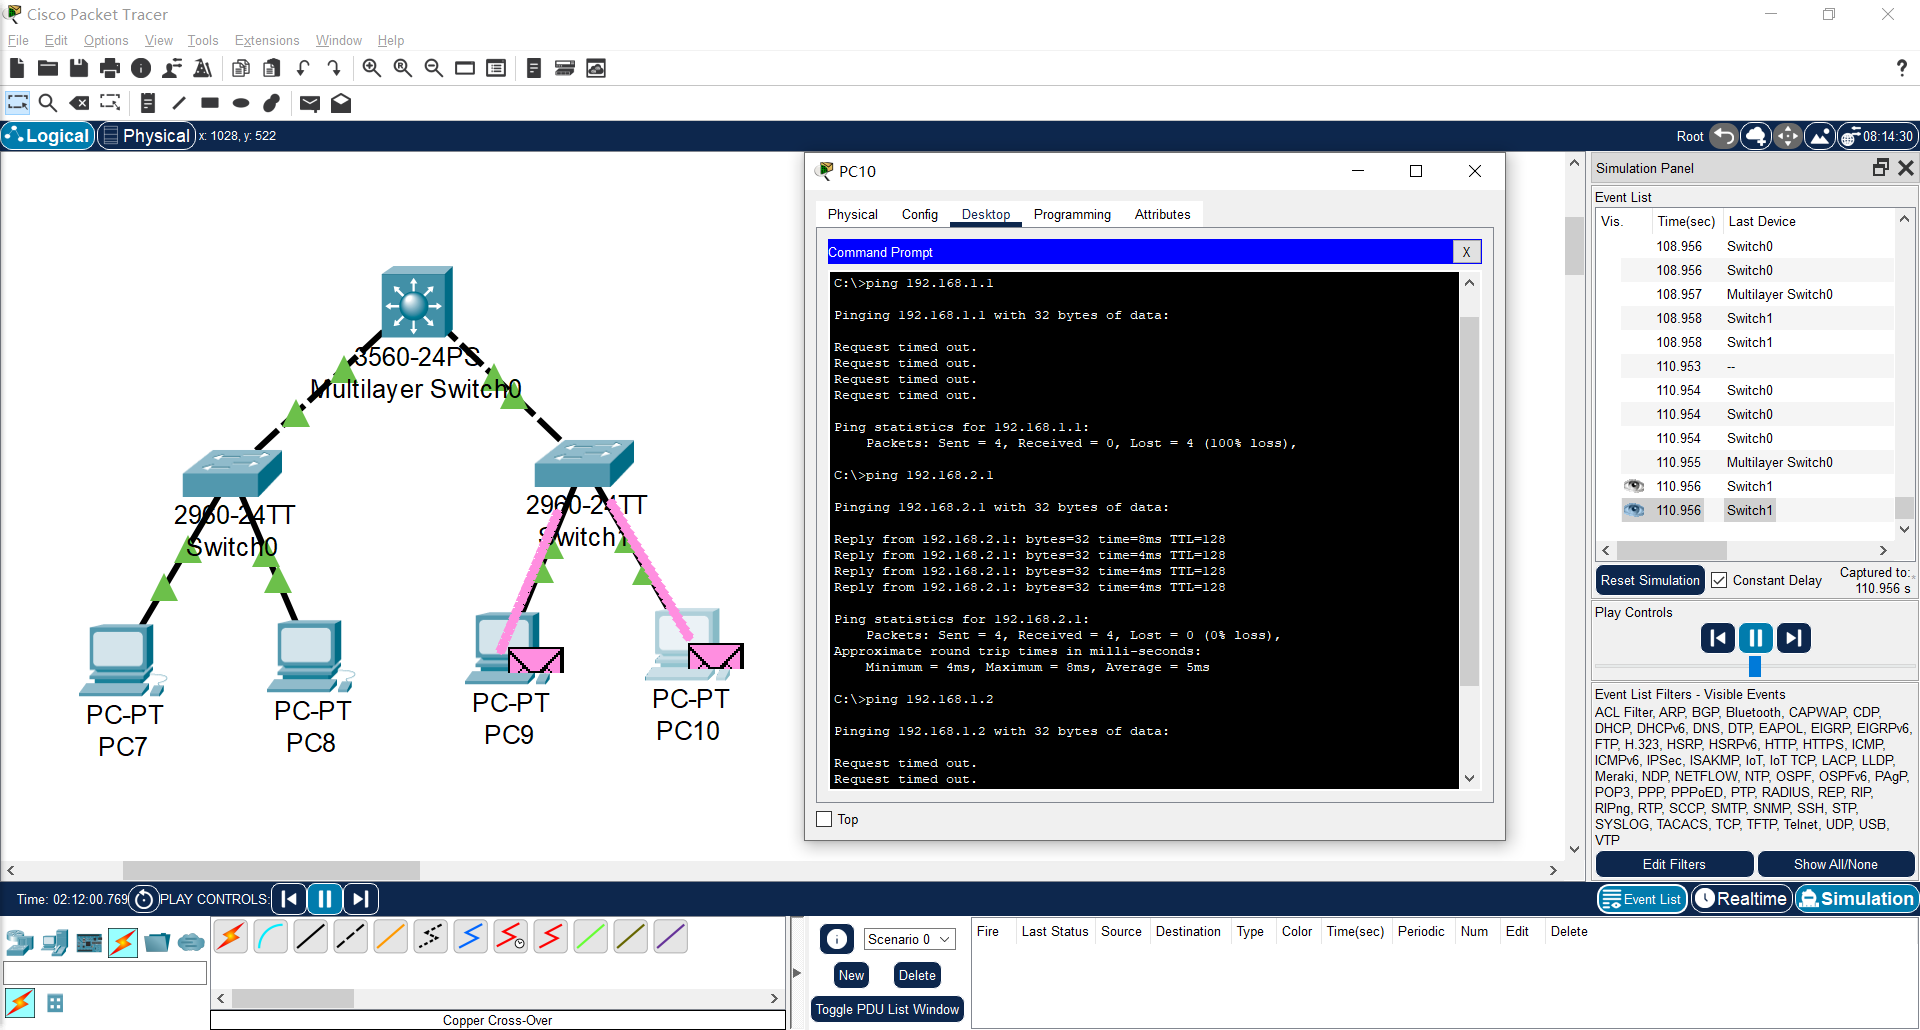 Cisco Packet Tracer
File Edit Options View Tools Extensions Window Help
?
Logical Physical x: 1028, y: 522
Root 08:14:30
3560-24PS
Multilayer Switch0
2960-24TT
Switch0
2960-24TT
Switch1
PC-PT
PC7
PC-PT
PC8
PC-PT
PC9
PC-PT
PC10
PC10
Physical Config Desktop Programming Attributes
Command Prompt X
C:\>ping 192.168.1.1
Pinging 192.168.1.1 with 32 bytes of data:
Request timed out.
Request timed out.
Request timed out.
Request timed out.
Ping statistics for 192.168.1.1:
Packets: Sent = 4, Received = 0, Lost = 4 (100% loss),
C:\>ping 192.168.2.1
Pinging 192.168.2.1 with 32 bytes of data:
Reply from 192.168.2.1: bytes=32 time=8ms TTL=128
Reply from 192.168.2.1: bytes=32 time=4ms TTL=128
Reply from 192.168.2.1: bytes=32 time=4ms TTL=128
Reply from 192.168.2.1: bytes=32 time=4ms TTL=128
Ping statistics for 192.168.2.1:
Packets: Sent = 4, Received = 4, Lost = 0 (0% loss),
Approximate round trip times in milli-seconds:
Minimum = 4ms, Maximum = 8ms, Average = 5ms
C:\>ping 192.168.1.2
Pinging 192.168.1.2 with 32 bytes of data:
Request timed out.
Request timed out.
Top
Simulation Panel
Event List
Vis. Time(sec) Last Device
108.956 Switch0
108.956 Switch0
108.957 Multilayer Switch0
108.958 Switch1
108.958 Switch1
110.953 --
110.954 Switch0
110.954 Switch0
110.954 Switch0
110.955 Multilayer Switch0
110.956 Switch1
110.956 Switch1
Reset Simulation Constant Delay Captured to:
110.956 s
Play Controls
Event List Filters - Visible Events
ACL Filter, ARP, BGP, Bluetooth, CAPWAP, CDP,
DHCP, DHCPv6, DNS, DTP, EAPOL, EIGRP, EIGRPv6,
FTP, H.323, HSRP, HSRPv6, HTTP, HTTPS, ICMP,
ICMPv6, IPSec, ISAKMP, IoT, IoT TCP, LACP, LLDP,
Meraki, NDP, NETFLOW, NTP, OSPF, OSPFv6, PAgP,
POP3, PPP, PPPoED, PTP, RADIUS, REP, RIP,
RIPng, RTP, SCCP, SMTP, SNMP, SSH, STP,
SYSLOG, TACACS, TCP, TFTP, Telnet, UDP, USB,
VTP
Edit Filters Show All/None
Time: 02:12:00.769 PLAY CONTROLS:
Event List Realtime Simulation
Scenario 0
New Delete
Toggle PDU List Window
Fire Last Status Source Destination Type Color Time(sec) Periodic Num Edit Delete
Copper Cross-Over